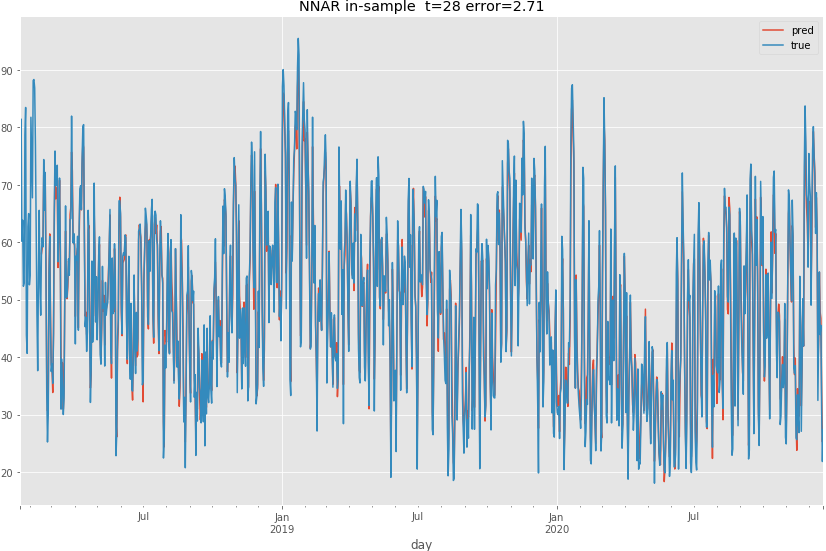 NNAR in-sample  t=28 error=2.71
pred
true
90
80
70
60
50
40
30
20
Jul
Jan
2019
Jul
Jan
2020
Jul
day